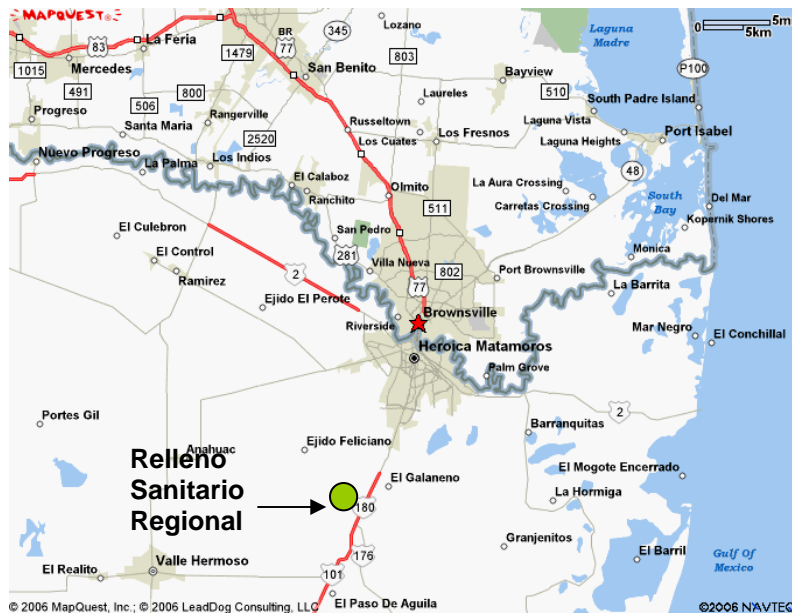 MAPQUEST
Lozano
0 5m
5km
La Feria
BR
77
345
Laguna
Madre
83
1479
803
Mercedes
San Benito
P100
1015
Bayview
491
800
Laureles
510
South Padre Island
506
Rangerville
Progreso
Russeltown
Laguna Vista
Santa Maria
2520
Los Cuates
Los Fresnos
Port Isabel
Laguna Heights
Nuevo Progreso
La Palma
Los Indios
48
El Calaboz
La Aura Crossing
Ranchito
Olmito
South
Bay
Del Mar
511
Carretas Crossing
Kopernik Shores
El Culebron
San Pedro
El Control
281
Monica
Villa Nueva
802
2
Ramirez
Port Brownsville
77
La Barrita
Ejido El Perote
Brownsville
Riverside
Mar Negro
El Conchillal
Heroica Matamoros
Palm Grove
2
Portes Gil
Barranquitas
Anahuac
Ejido Feliciano
Relleno
Sanitario
Regional
El Galaneno
El Mogote Encerrado
La Hormiga
180
Granjenitos
176
El Barril
Gulf Of
Mexico
Valle Hermoso
El Realito
101
El Paso De Aguila
© 2006 MapQuest, Inc.; © 2006 LeadDog Consulting, LLC
©2006 NAVTEQ